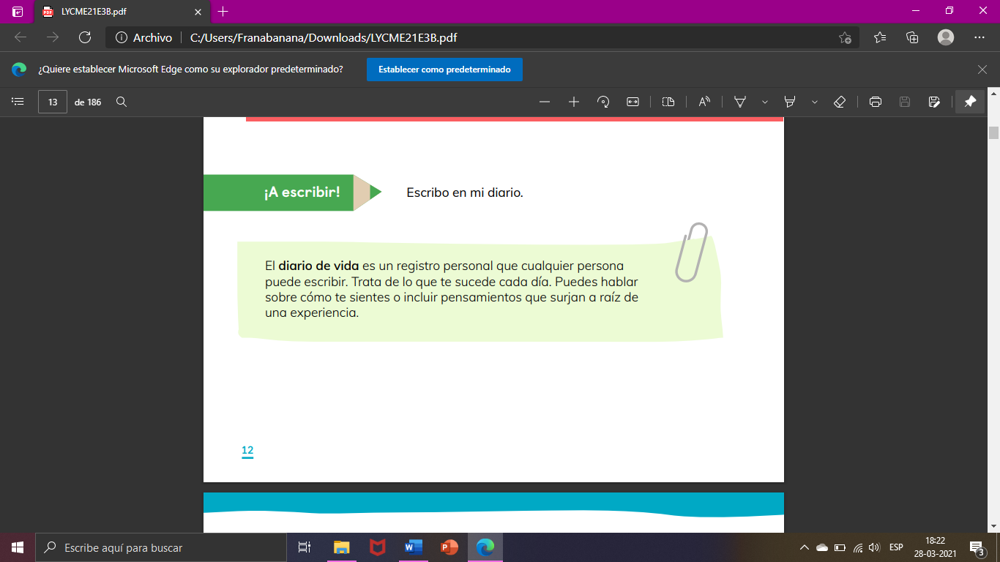 LYCME21E3B.pdf
Archivo C:/Users/Franabanana/Downloads/LYCME21E3B.pdf
¿Quiere establecer Microsoft Edge como su explorador predeterminado? Establecer como predeterminado
13 de 186
¡A escribir! Escribo en mi diario.
El diario de vida es un registro personal que cualquier persona
puede escribir. Trata de lo que te sucede cada día. Puedes hablar
sobre cómo te sientes o incluir pensamientos que surjan a raíz de
una experiencia.
12
Escribe aquí para buscar
ESP
18:22
28-03-2021
3